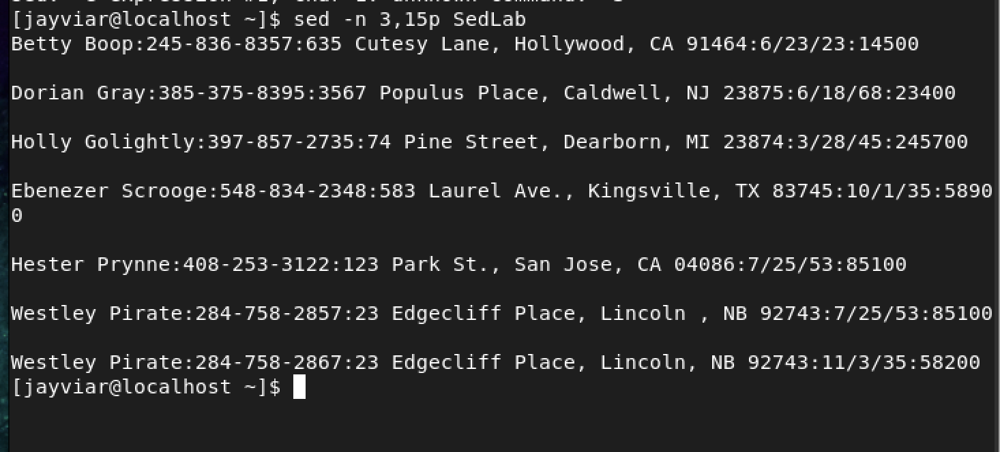 [jayviar@localhost ~]$ sed -n 3,15p SedLab
Betty Boop:245-836-8357:635 Cutesy Lane, Hollywood, CA 91464:6/23/23:14500
Dorian Gray:385-375-8395:3567 Populus Place, Caldwell, NJ 23875:6/18/68:23400
Holly Golightly:397-857-2735:74 Pine Street, Dearborn, MI 23874:3/28/45:245700
Ebenezer Scrooge:548-834-2348:583 Laurel Ave., Kingsville, TX 83745:10/1/35:5890
0
Hester Prynne:408-253-3122:123 Park St., San Jose, CA 04086:7/25/53:85100
Westley Pirate:284-758-2857:23 Edgecliff Place, Lincoln , NB 92743:7/25/53:85100
Westley Pirate:284-758-2867:23 Edgecliff Place, Lincoln, NB 92743:11/3/35:58200
[jayviar@localhost ~]$